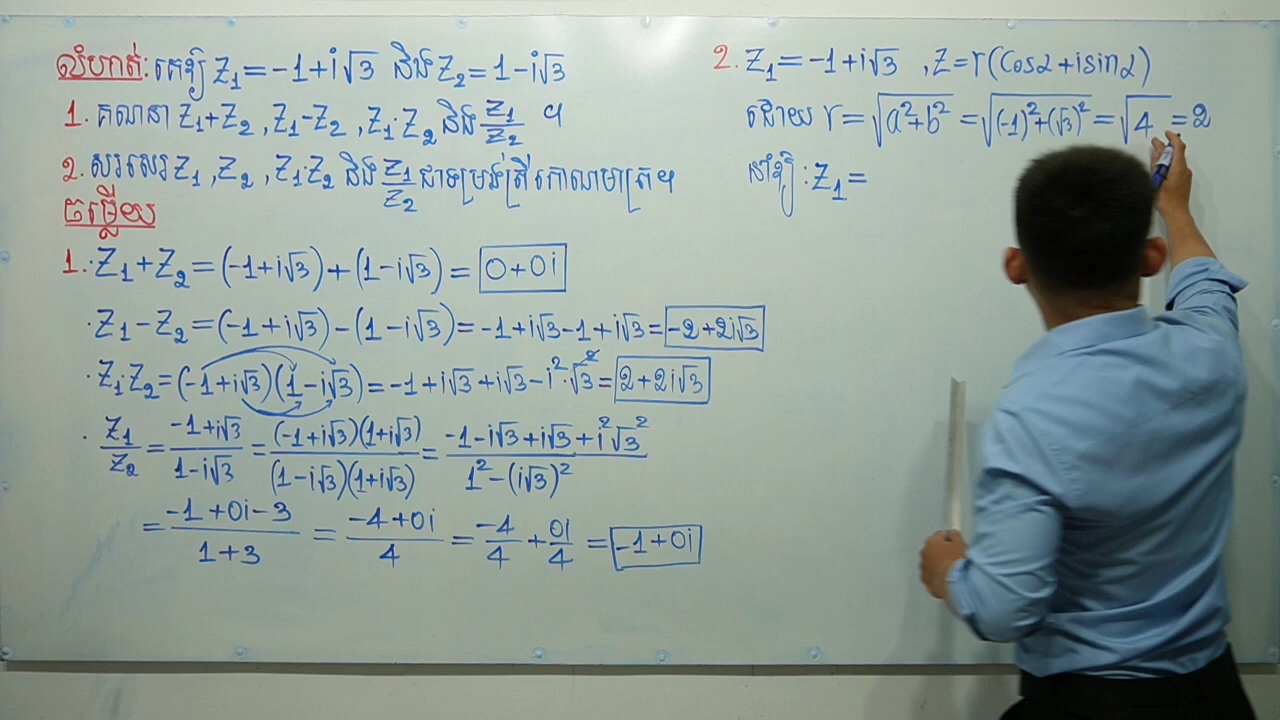 លំហាត់: គេឱ្យ Z₁ = -1+i√3 និង Z₂ = 1-i√3
1. គណនា Z₁+Z₂ , Z₁-Z₂ , Z₁·Z₂ និង Z₁/Z₂ ។
2. សរសេរ Z₁ , Z₂ , Z₁·Z₂ និង Z₁/Z₂ ជាទម្រង់ត្រីកោណមាត្រ។
ចម្លើយ
1. · Z₁+Z₂ = (-1+i√3)+(1-i√3) = 0+0i
· Z₁-Z₂ = (-1+i√3)-(1-i√3) = -1+i√3-1+i√3 = -2+2i√3
· Z₁·Z₂ = (-1+i√3)(1-i√3) = -1+i√3+i√3-i²·√3² = 2+2i√3
· Z₁/Z₂ = (-1+i√3)/(1-i√3) = (-1+i√3)(1+i√3)/(1-i√3)(1+i√3) = (-1-i√3+i√3+i²√3²)/(1²-(i√3)²)
= (-1+0i-3)/(1+3) = (-4+0i)/4 = -4/4 + 0i/4 = -1+0i
2. Z₁ = -1+i√3 , Z = r(cosα+isinα)
ដោយ r = √(a²+b²) = √((-1)²+(√3)²) = √4 = 2
នាំឱ្យ : Z₁ =